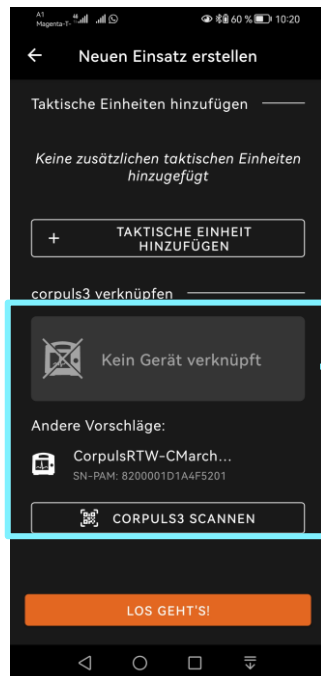 A1
Magenta-T-
60 % 10:20
Neuen Einsatz erstellen
Taktische Einheiten hinzufügen
Keine zusätzlichen taktischen Einheiten
hinzugefügt
+ TAKTISCHE EINHEIT
HINZUFÜGEN
corpuls3 verknüpfen
Kein Gerät verknüpft
Andere Vorschläge:
CorpulsRTW-CMarch...
SN-PAM: 8200001D1A4F5201
CORPULS3 SCANNEN
LOS GEHT'S!